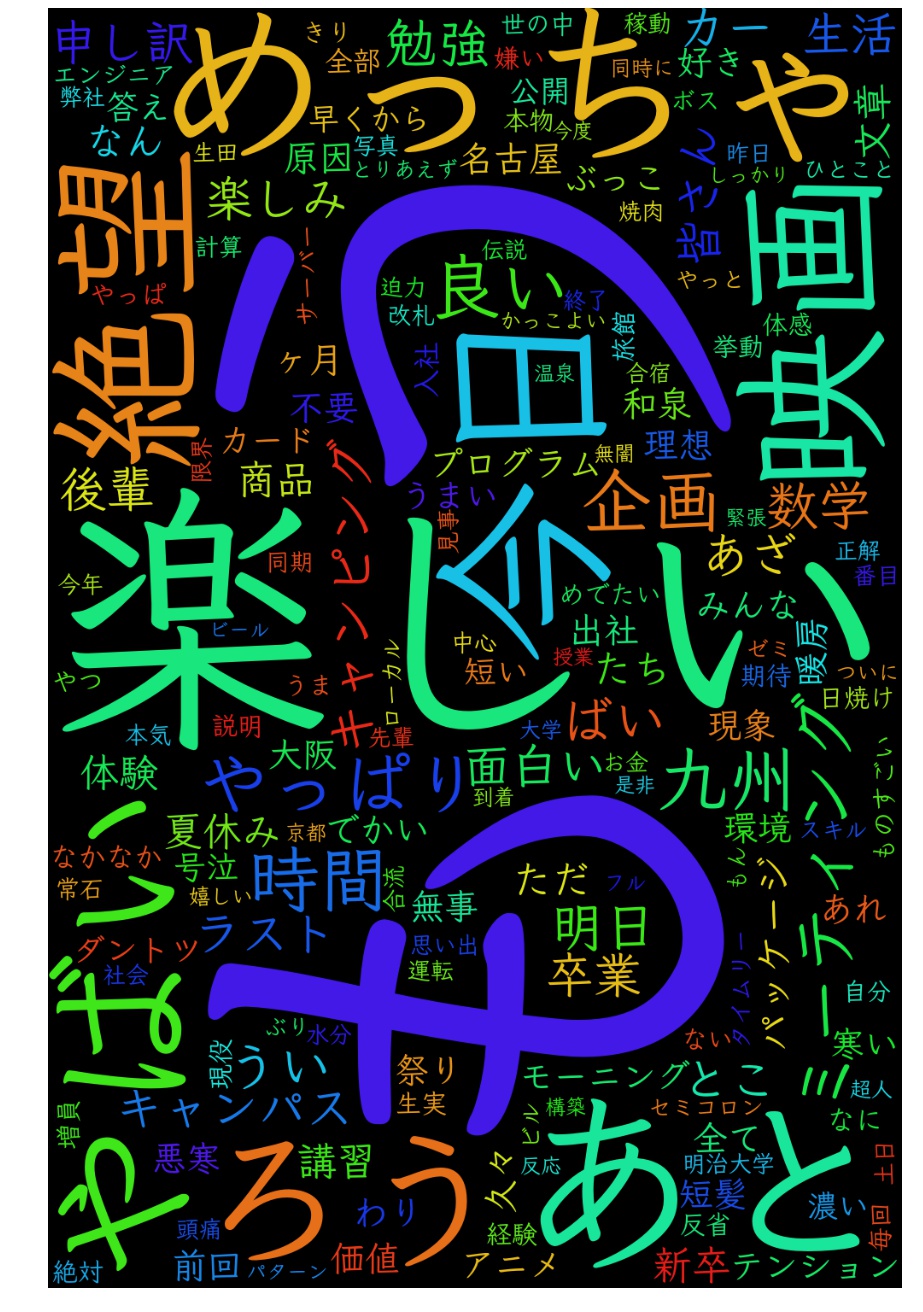 申し訳
きり
全部
勉強
世の中
嫌い
稼動
同時に
カー
好き
生活
エンジニア
弊社
答え
めっちゃ
早くから
公開
本物
今度
ボス
文章
なん
生田
原因
写真
とりあえず
名古屋
ぶっこ
皆さん
昨日
しっかり
ひとこと
絶望
楽しみ
計算
やっぱ
サーバー
焼肉
やっと
映画
うち
伝説
迫力
良い
終了
改札
かっこよい
旅館
体感
挙動
ヶ月
入社
今日
温泉
合宿
不要
和泉
カード
限界
無闇
理想
後輩
商品
キャンピング
プログラム
うまい
見事
企画
緊張
数学
あざ
正解
番目
楽しい
同期
今年
ビール
めでたい
みんな
中心
出社
授業
短い
たち
ゼミ
期待
暖房
ついに
日焼け
やつ
うま
ローカル
本気
説明
先輩
大学
ばい
現象
大阪
体験
やっぱり
面白い
お金
到着
是非
九州
ミーティング
ものすごい
夏休み
京都
でかい
環境
スキル
なかなか
号泣
常石
嬉しい
時間
合流
無事
ただ
フル
もん
パッケージ
あれ
ラスト
ダントツ
社会
思い出
運転
明日
卒業
タイムリー
自分
やばい
も
ぶり
水分
ない
寒い
現役
うい
祭り
生実
モーニング
とこ
超人
増員
キャンパス
ビル
構築
セミコロン
なに
悪寒
ろう
講習
久々
反応
あと
全て
明治大学
土日
頭痛
わり
経験
短髪
反省
濃い
毎回
絶対
前回
パターン
価値
アニメ
新卒
テンション